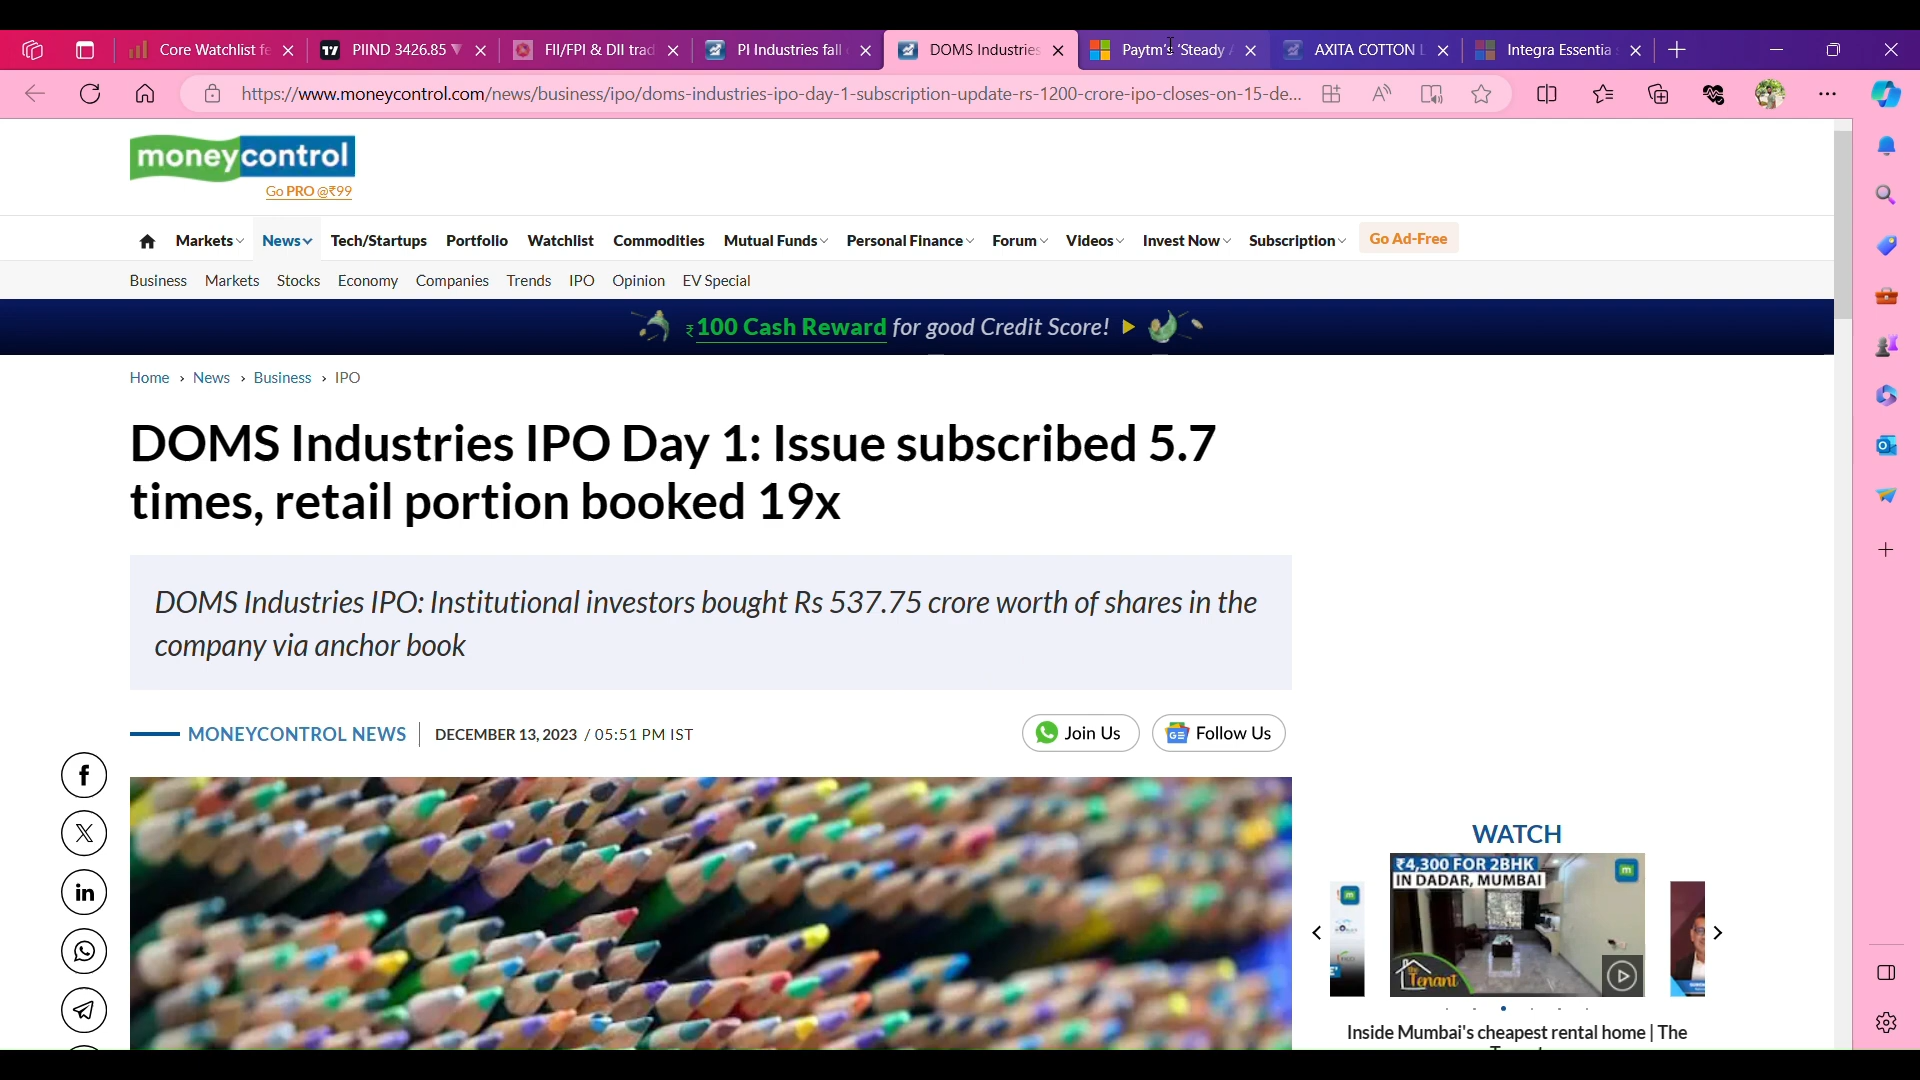 Core Watchlist fe
PIIND 3426.85
FII/FPI & DII trad
PI Industries fall
DOMS Industries
Paytm's 'Steady
AXITA COTTON L
Integra Essentia
https://www.moneycontrol.com/news/business/ipo/doms-industries-ipo-day-1-subscription-update-rs-1200-crore-ipo-closes-on-15-de...
moneycontrol
Go PRO @₹99
Markets News Tech/Startups Portfolio Watchlist Commodities Mutual Funds Personal Finance Forum Videos Invest Now Subscription Go Ad-Free
Business Markets Stocks Economy Companies Trends IPO Opinion EV Special
₹100 Cash Reward for good Credit Score!
Home › News › Business › IPO
DOMS Industries IPO Day 1: Issue subscribed 5.7
times, retail portion booked 19x
DOMS Industries IPO: Institutional investors bought Rs 537.75 crore worth of shares in the
company via anchor book
MONEYCONTROL NEWS DECEMBER 13, 2023 / 05:51 PM IST
Join Us
Follow Us
WATCH
₹4,300 FOR 2BHK
IN DADAR, MUMBAI
the
Tenant
Inside Mumbai's cheapest rental home | The